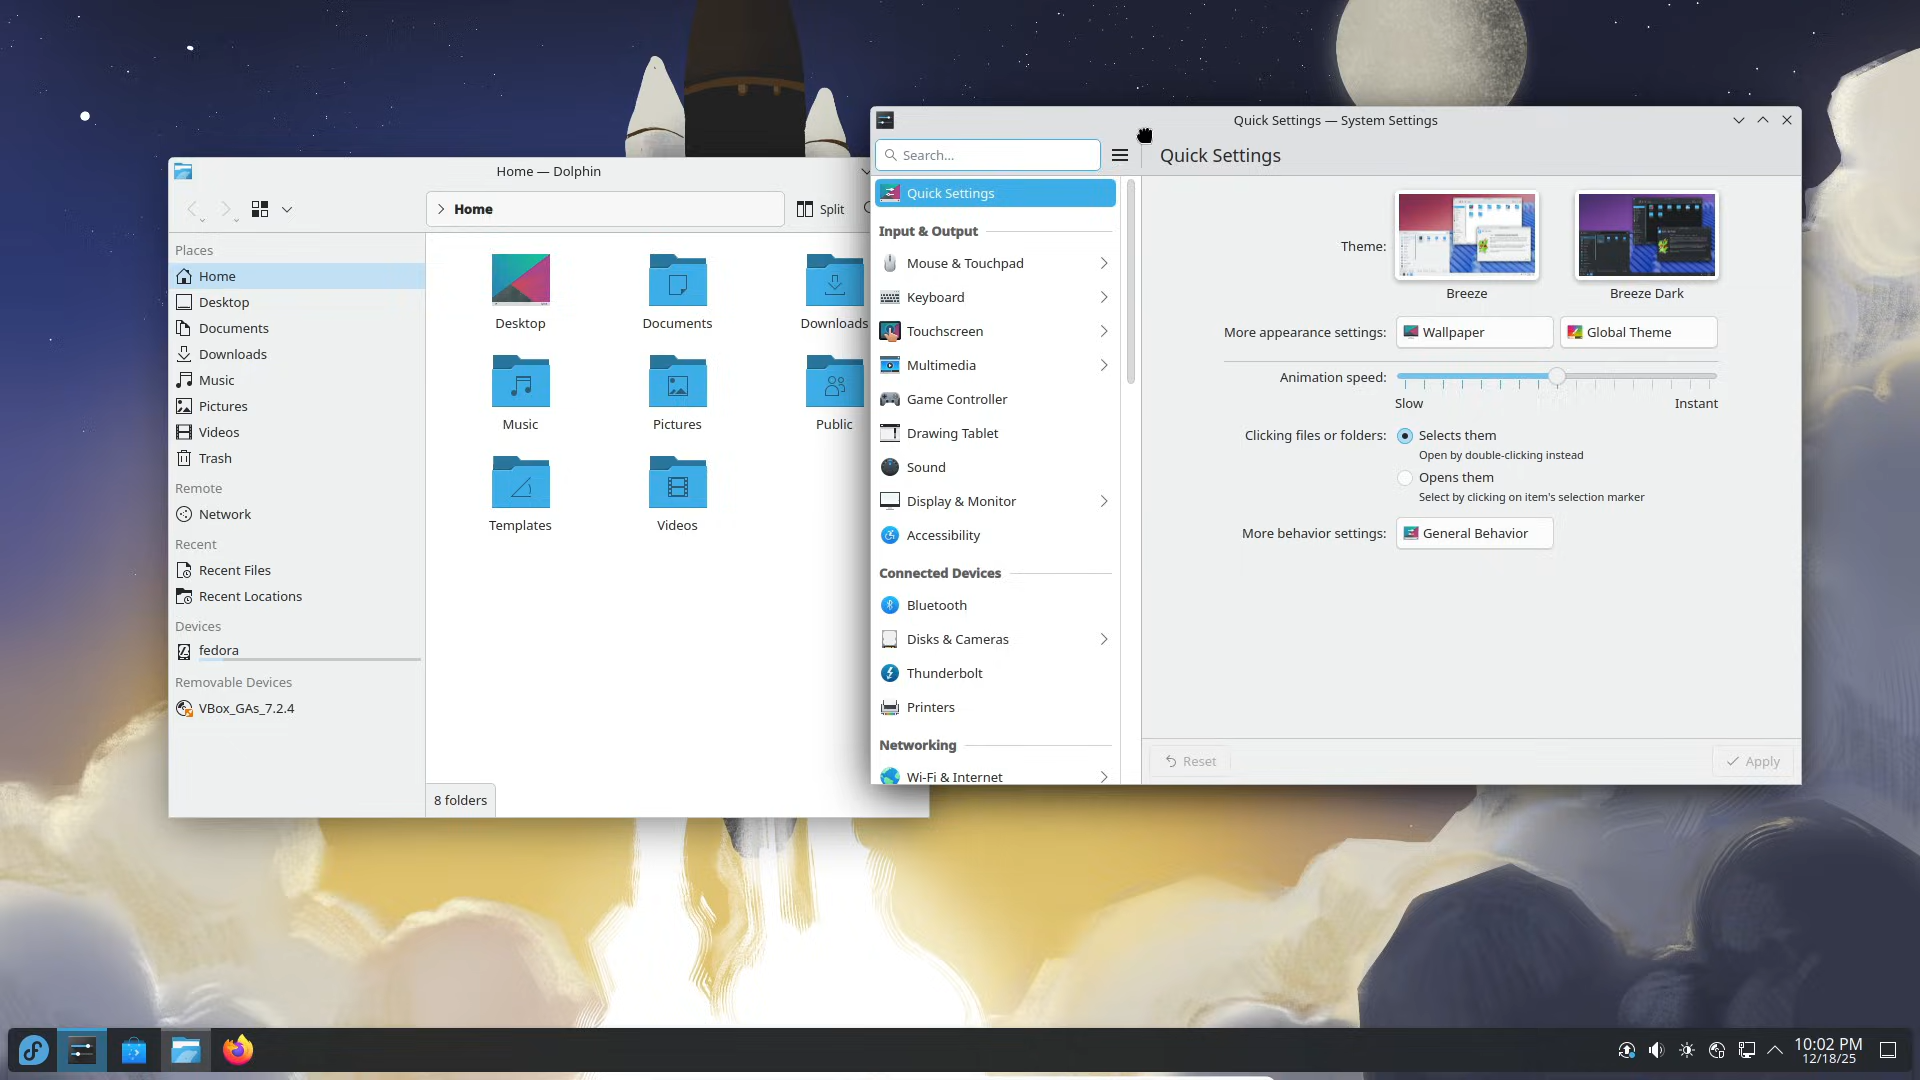 Home — Dolphin
Home
Split
Places
Home
Desktop
Documents
Downloads
Music
Pictures
Videos
Trash
Remote
Network
Recent
Recent Files
Recent Locations
Devices
fedora
Removable Devices
VBox_GAs_7.2.4
Desktop
Documents
Downloads
Music
Pictures
Public
Templates
Videos
8 folders
Quick Settings — System Settings
Search...
Quick Settings
Quick Settings
Input & Output
Mouse & Touchpad
Keyboard
Touchscreen
Multimedia
Game Controller
Drawing Tablet
Sound
Display & Monitor
Accessibility
Connected Devices
Bluetooth
Disks & Cameras
Thunderbolt
Printers
Networking
Wi-Fi & Internet
Theme:
Breeze
Breeze Dark
More appearance settings:
Wallpaper
Global Theme
Animation speed:
Slow
Instant
Clicking files or folders:
Selects them
Open by double-clicking instead
Opens them
Select by clicking on item's selection marker
More behavior settings:
General Behavior
Reset
Apply
10:02 PM
12/18/25